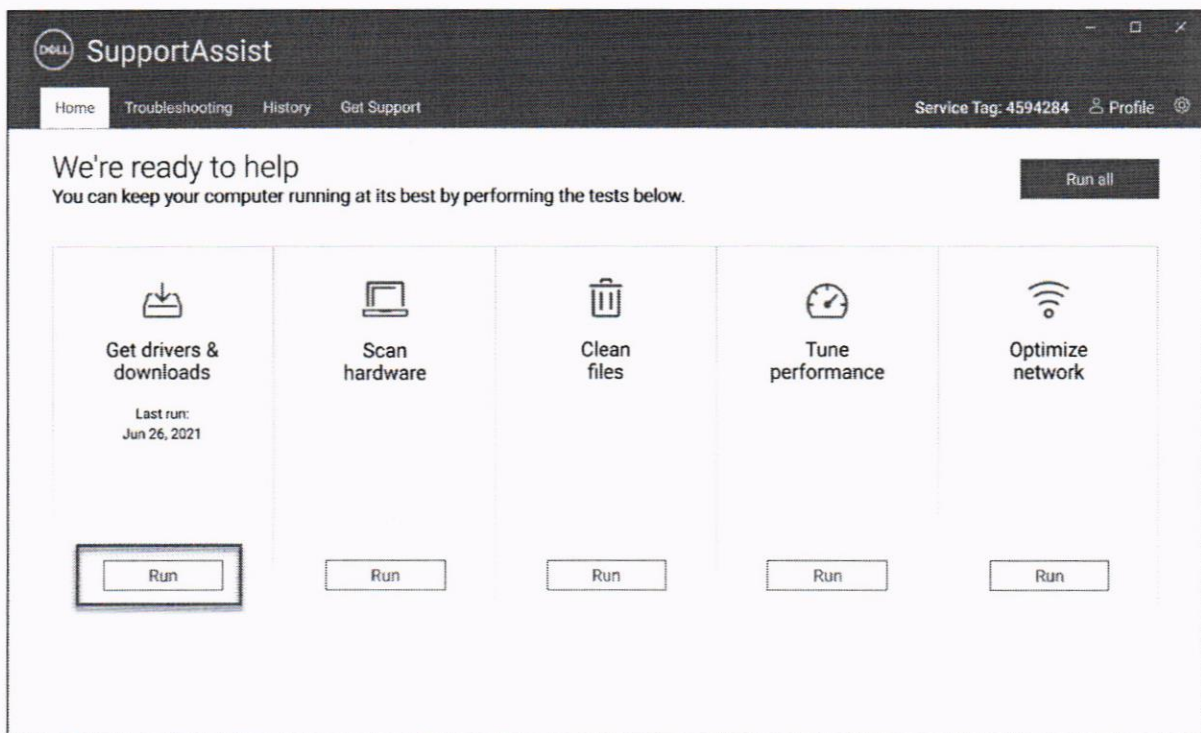 DELL SupportAssist
Home Troubleshooting History Get Support
Service Tag: 4594284 Profile
We're ready to help
You can keep your computer running at its best by performing the tests below.
Run all
Get drivers &
downloads
Last run:
Jun 26, 2021
Run
Scan
hardware
Run
Clean
files
Run
Tune
performance
Run
Optimize
network
Run